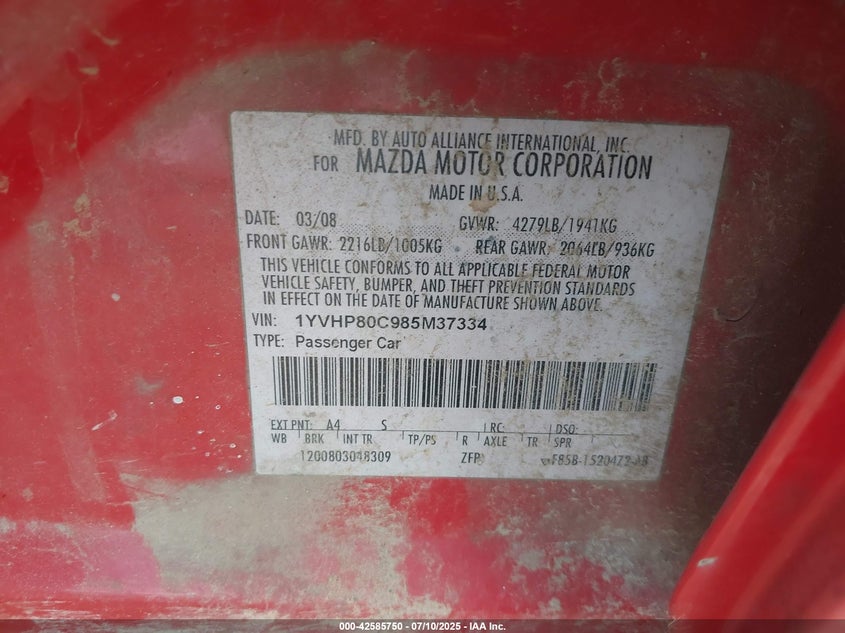 MFD. BY AUTO ALLIANCE INTERNATIONAL, INC.
FOR MAZDA MOTOR CORPORATION
MADE IN U.S.A.
DATE: 03/08 GVWR: 4279LB/1941KG
FRONT GAWR: 2216LB/1005KG REAR GAWR: 2064LB/936KG
THIS VEHICLE CONFORMS TO ALL APPLICABLE FEDERAL MOTOR
VEHICLE SAFETY, BUMPER, AND THEFT PREVENTION STANDARDS
IN EFFECT ON THE DATE OF MANUFACTURE SHOWN ABOVE.
VIN: 1YVHP80C985M37334
TYPE: Passenger Car
EXT PNT: A4 S RC: DSO:
WB BRK INT TR TP/PS R AXLE TR SPR
1200803048309 ZFP
000-42585750 - 07/10/2025 - IAA Inc.